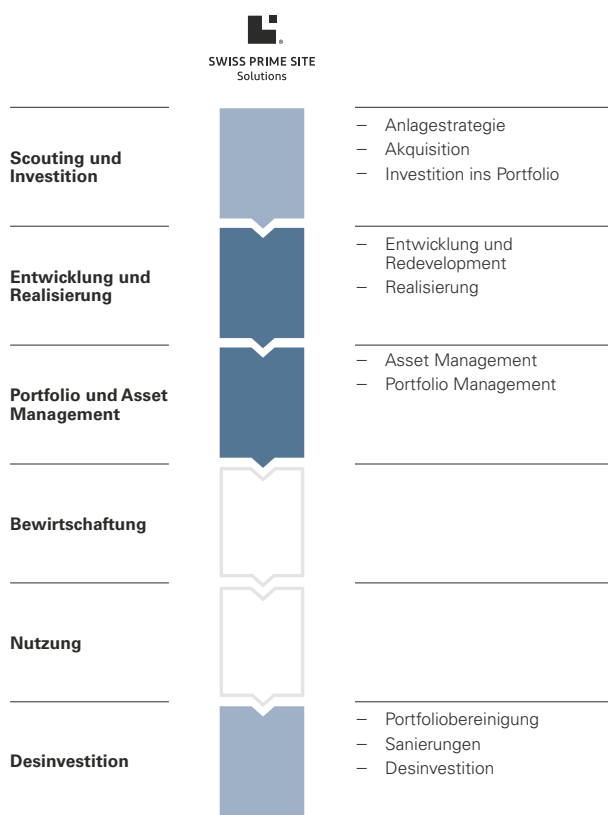 SWISS PRIME SITE
Solutions
Scouting und
Investition
– Anlagestrategie
– Akquisition
– Investition ins Portfolio
Entwicklung und
Realisierung
– Entwicklung und
Redevelopment
– Realisierung
Portfolio und Asset
Management
– Asset Management
– Portfolio Management
Bewirtschaftung
Nutzung
Desinvestition
– Portfoliobereinigung
– Sanierungen
– Desinvestition